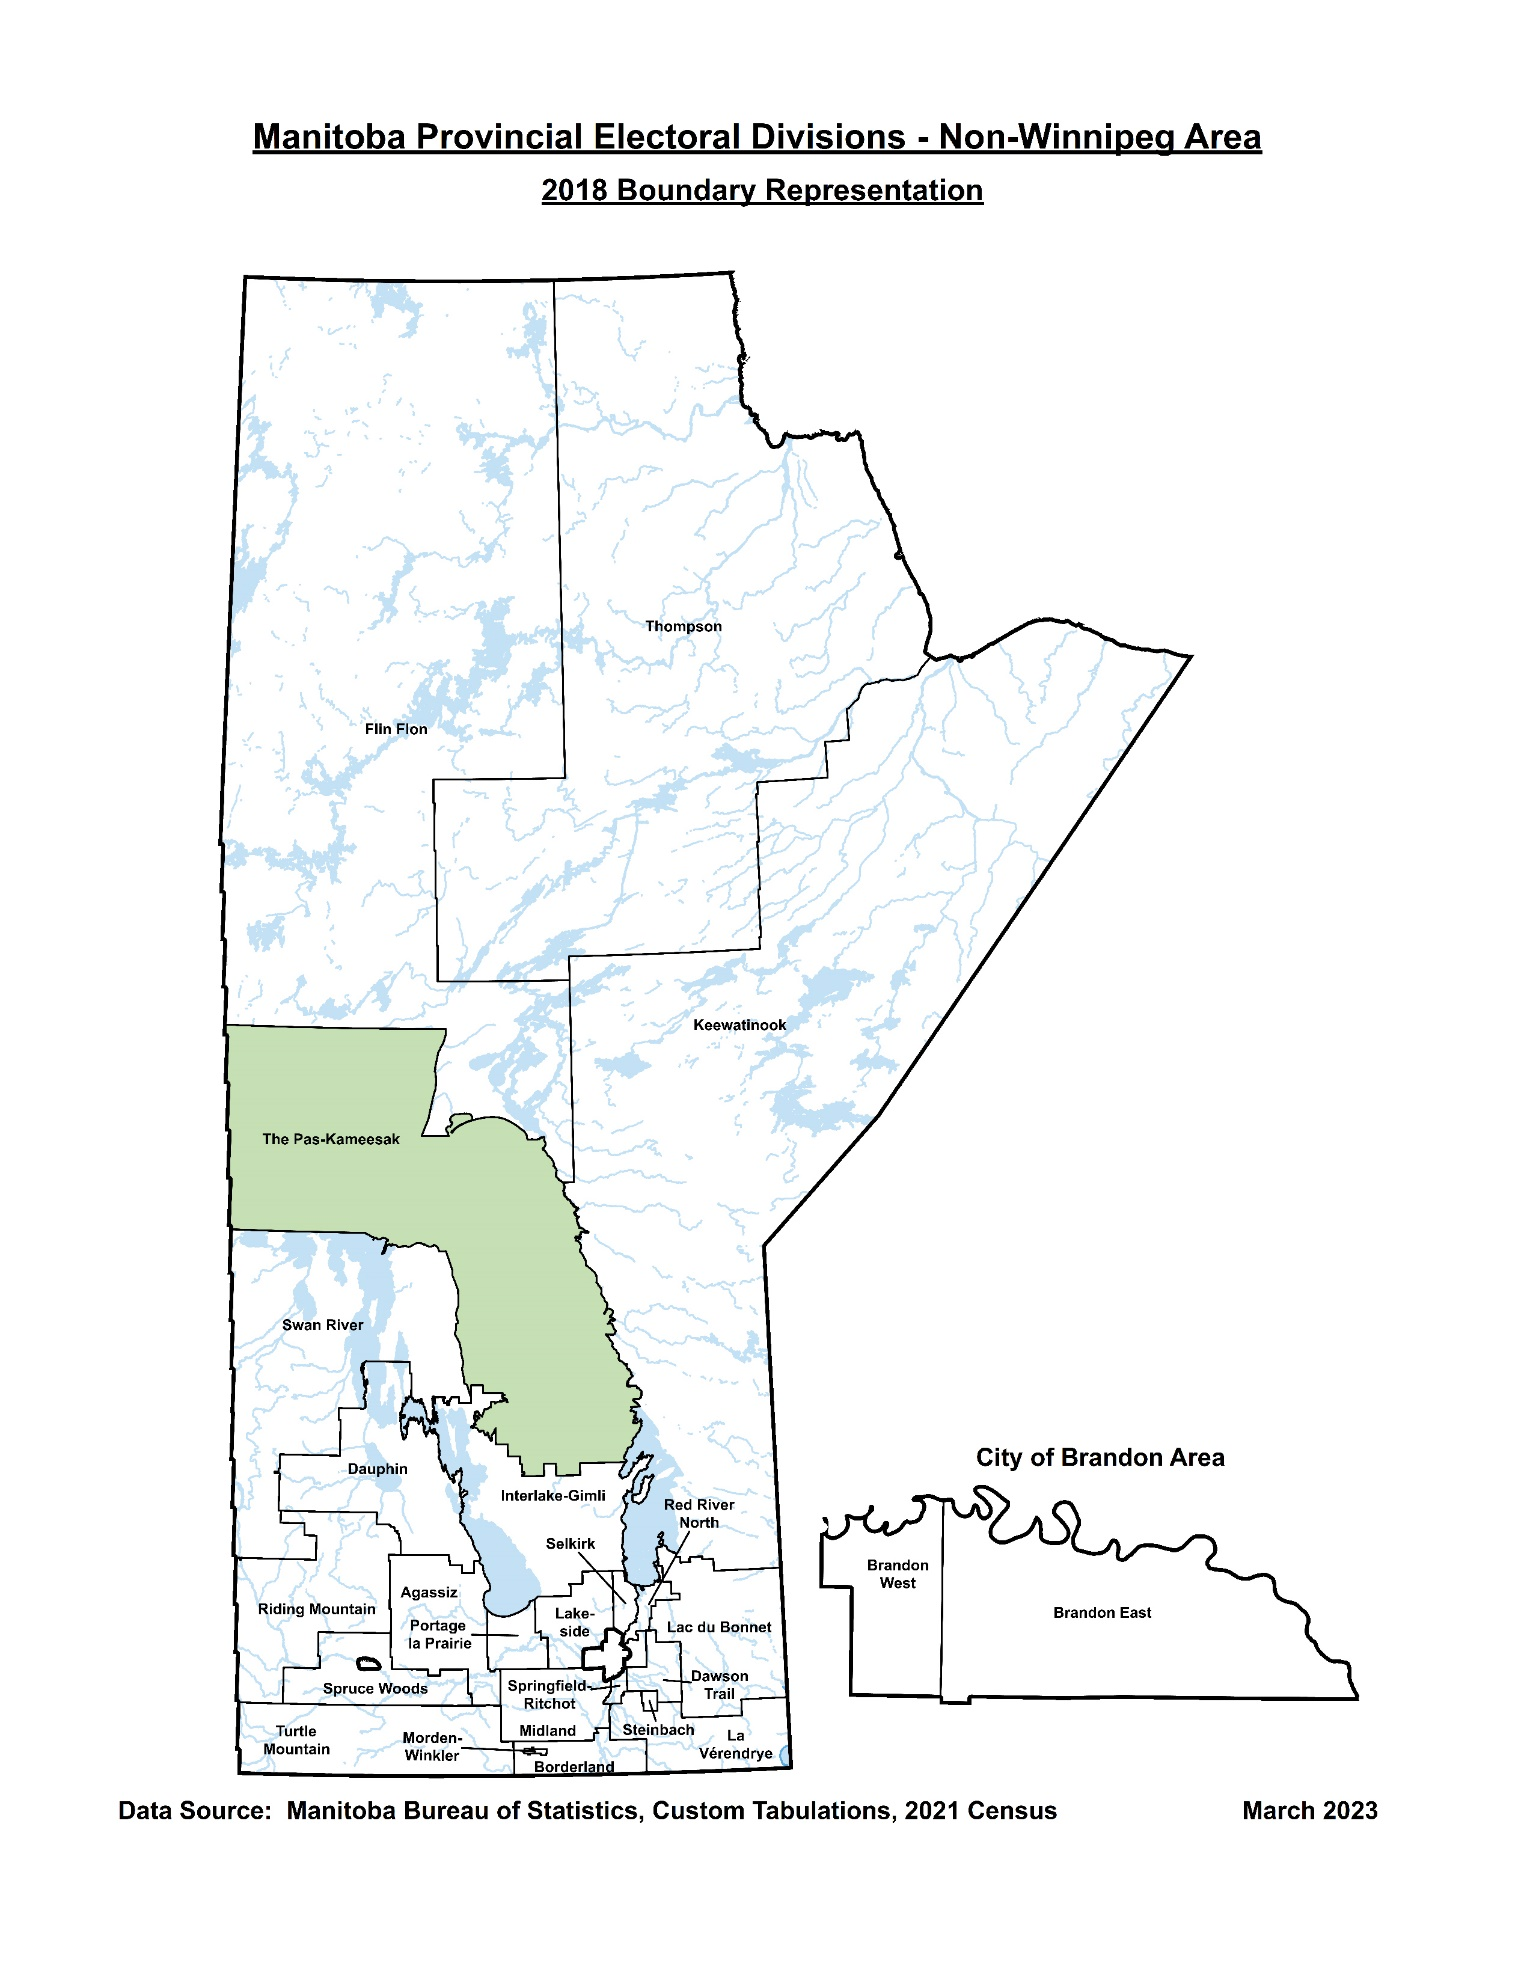 Manitoba Provincial Electoral Divisions - Non-Winnipeg Area
2018 Boundary Representation
Thompson
Flin Flon
Keewatinook
The Pas-Kameesak
Swan River
City of Brandon Area
Dauphin
Interlake-Gimli
Red River
North
Selkirk
Brandon
West
Brandon East
Agassiz
Riding Mountain
Lake-
side
Portage
la Prairie
Lac du Bonnet
Dawson
Trail
Springfield-
Ritchot
Spruce Woods
Turtle
Mountain
Morden-
Winkler
Midland
Steinbach
La
Vérendrye
Borderland
Data Source: Manitoba Bureau of Statistics, Custom Tabulations, 2021 Census
March 2023